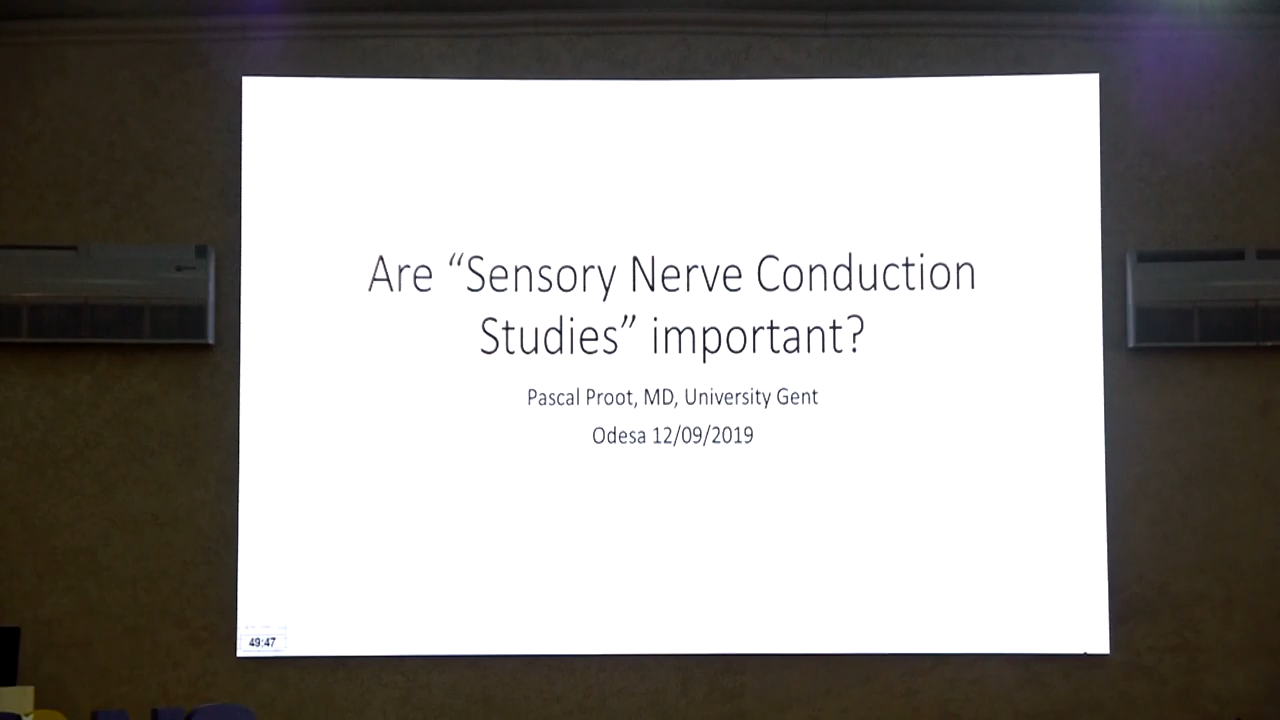 Are “Sensory Nerve Conduction
Studies” important?
Pascal Proot, MD, University Gent
Odesa 12/09/2019
49:47